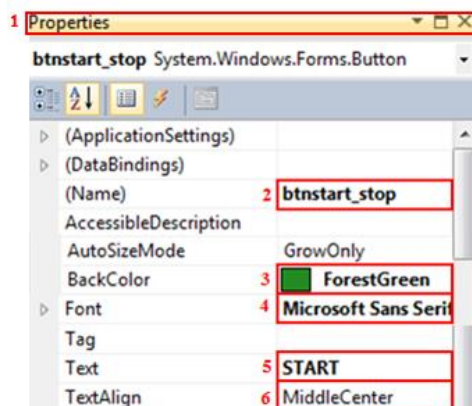 1 Properties
btnstart_stop System.Windows.Forms.Button
(ApplicationSettings)
(DataBindings)
(Name) 2 btnstart_stop
AccessibleDescription
AutoSizeMode GrowOnly
BackColor 3 ForestGreen
Font 4 Microsoft Sans Serif
Tag
Text 5 START
TextAlign 6 MiddleCenter